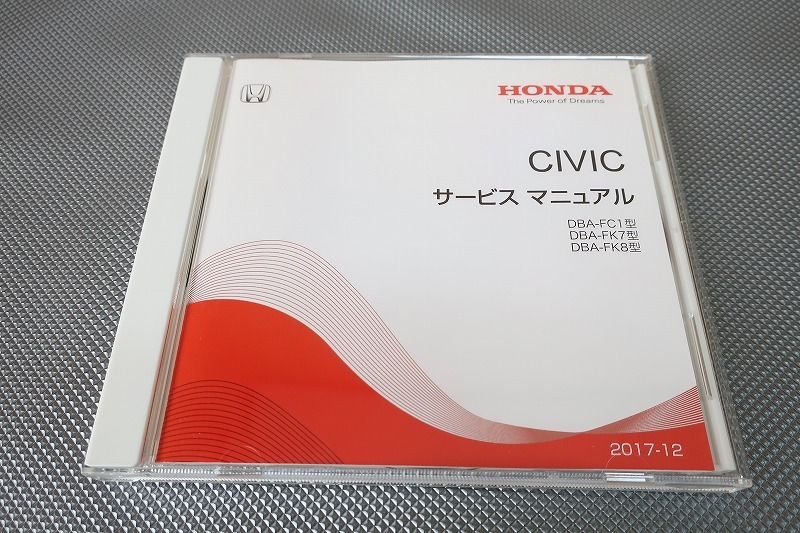 HONDA
The Power of Dreams
CIVIC
サービス マニュアル
DBA-FC1型
DBA-FK7型
DBA-FK8型
2017-12